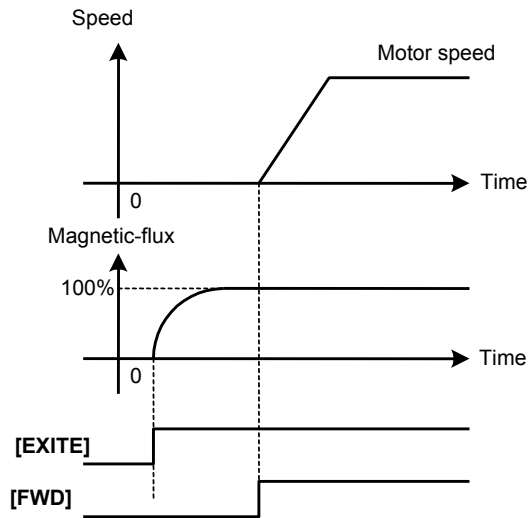 Speed
Motor speed
Time
0
Magnetic-flux
100%
Time
0
[EXITE]
[FWD]